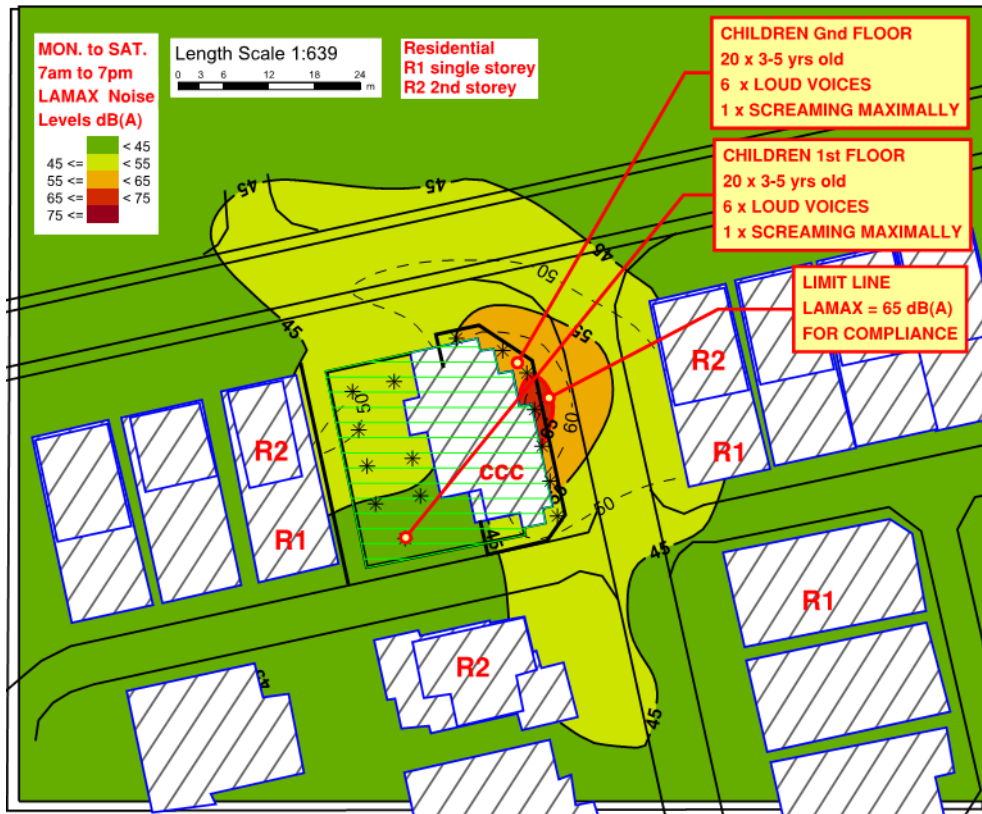 MON. to SAT.
7am to 7pm
LAMAX Noise
Levels dB(A)
< 45
45 <= < 55
55 <= < 65
65 <= < 75
75 <=
Length Scale 1:639
0 3 6 12 18 24
m
Residential
R1 single storey
R2 2nd storey
CHILDREN Gnd FLOOR
20 x 3-5 yrs old
6 x LOUD VOICES
1 x SCREAMING MAXIMALLY
CHILDREN 1st FLOOR
20 x 3-5 yrs old
6 x LOUD VOICES
1 x SCREAMING MAXIMALLY
LIMIT LINE
LAMAX = 65 dB(A)
FOR COMPLIANCE
45
45
45
50
45
55
R2
R1
50
60
65
R2
R1
CCC
50
45
45
R1
R2
45
45